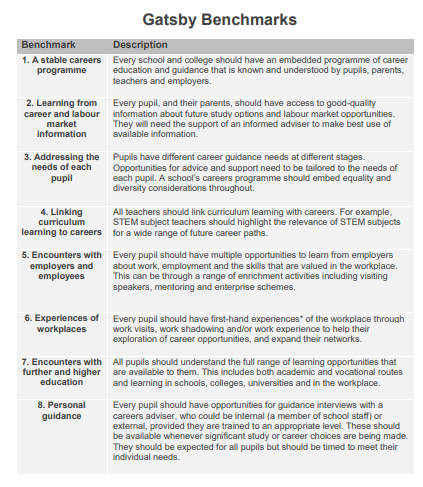 Gatsby Benchmarks
Benchmark Description
1. A stable careers
programme
Every school and college should have an embedded programme of career
education and guidance that is known and understood by pupils, parents,
teachers and employers.
2. Learning from
career and labour
market
information
Every pupil, and their parents, should have access to good-quality
information about future study options and labour market opportunities.
They will need the support of an informed adviser to make best use of
available information.
3. Addressing the
needs of each
pupil
Pupils have different career guidance needs at different stages.
Opportunities for advice and support need to be tailored to the needs of
each pupil. A school's careers programme should embed equality and
diversity considerations throughout.
4. Linking
curriculum
learning to careers
All teachers should link curriculum learning with careers. For example,
STEM subject teachers should highlight the relevance of STEM subjects
for a wide range of future career paths.
5. Encounters with
employers and
employees
Every pupil should have multiple opportunities to learn from employers
about work, employment and the skills that are valued in the workplace.
This can be through a range of enrichment activities including visiting
speakers, mentoring and enterprise schemes.
6. Experiences of
workplaces
Every pupil should have first-hand experiences* of the workplace through
work visits, work shadowing and/or work experience to help their
exploration of career opportunities, and expand their networks.
7. Encounters with
further and higher
education
All pupils should understand the full range of learning opportunities that
are available to them. This includes both academic and vocational routes
and learning in schools, colleges, universities and in the workplace.
8. Personal
guidance
Every pupil should have opportunities for guidance interviews with a
careers adviser, who could be internal (a member of school staff) or
external, provided they are trained to an appropriate level. These should
be available whenever significant study or career choices are being made.
They should be expected for all pupils but should be timed to meet their
individual needs.